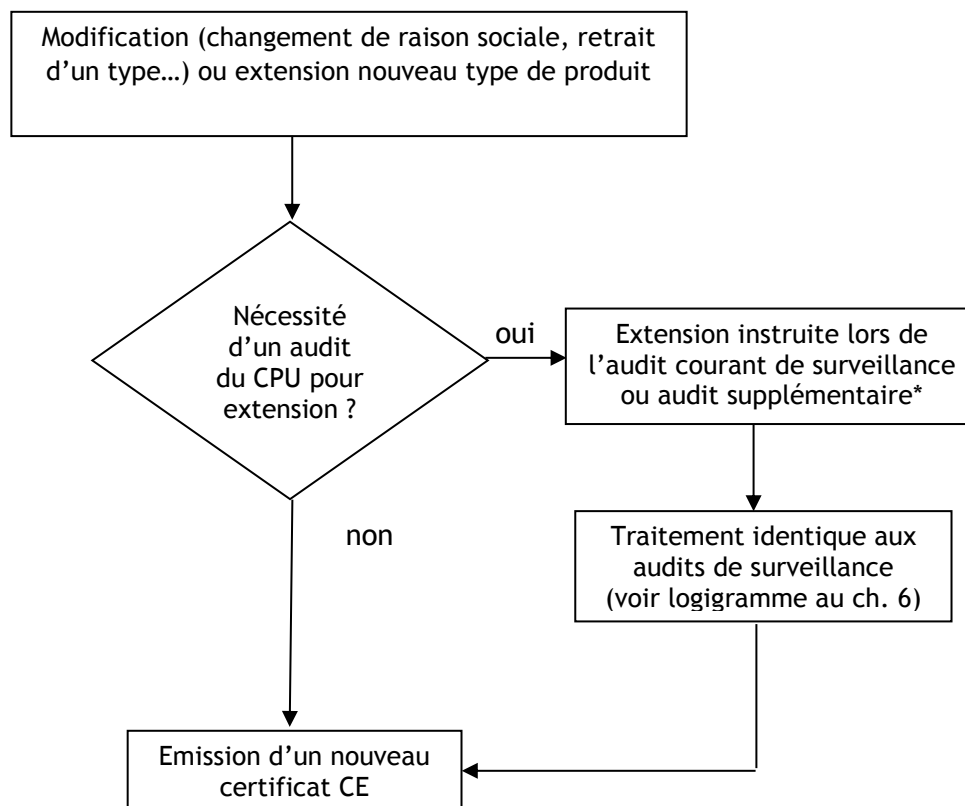 Modification (changement de raison sociale, retrait
d’un type…) ou extension nouveau type de produit
Nécessité
d’un audit
du CPU pour
extension ?
oui
Extension instruite lors de
l’audit courant de surveillance
ou audit supplémentaire*
non
Traitement identique aux
audits de surveillance
(voir logigramme au ch. 6)
Emission d’un nouveau
certificat CE